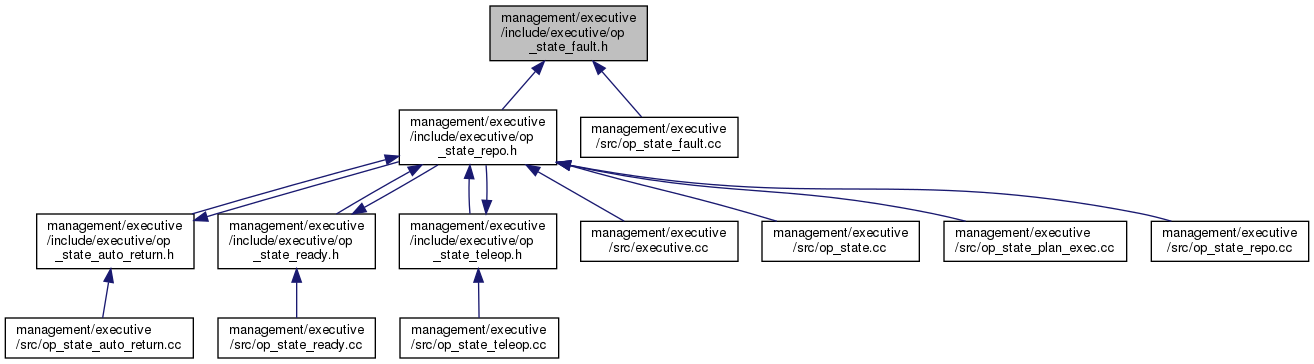 management/executive
/include/executive/op
_state_fault.h
management/executive
/include/executive/op
_state_repo.h
management/executive
/src/op_state_fault.cc
management/executive
/include/executive/op
_state_auto_return.h
management/executive
/include/executive/op
_state_ready.h
management/executive
/include/executive/op
_state_teleop.h
management/executive
/src/executive.cc
management/executive
/src/op_state.cc
management/executive
/src/op_state_plan_exec.cc
management/executive
/src/op_state_repo.cc
management/executive
/src/op_state_auto_return.cc
management/executive
/src/op_state_ready.cc
management/executive
/src/op_state_teleop.cc